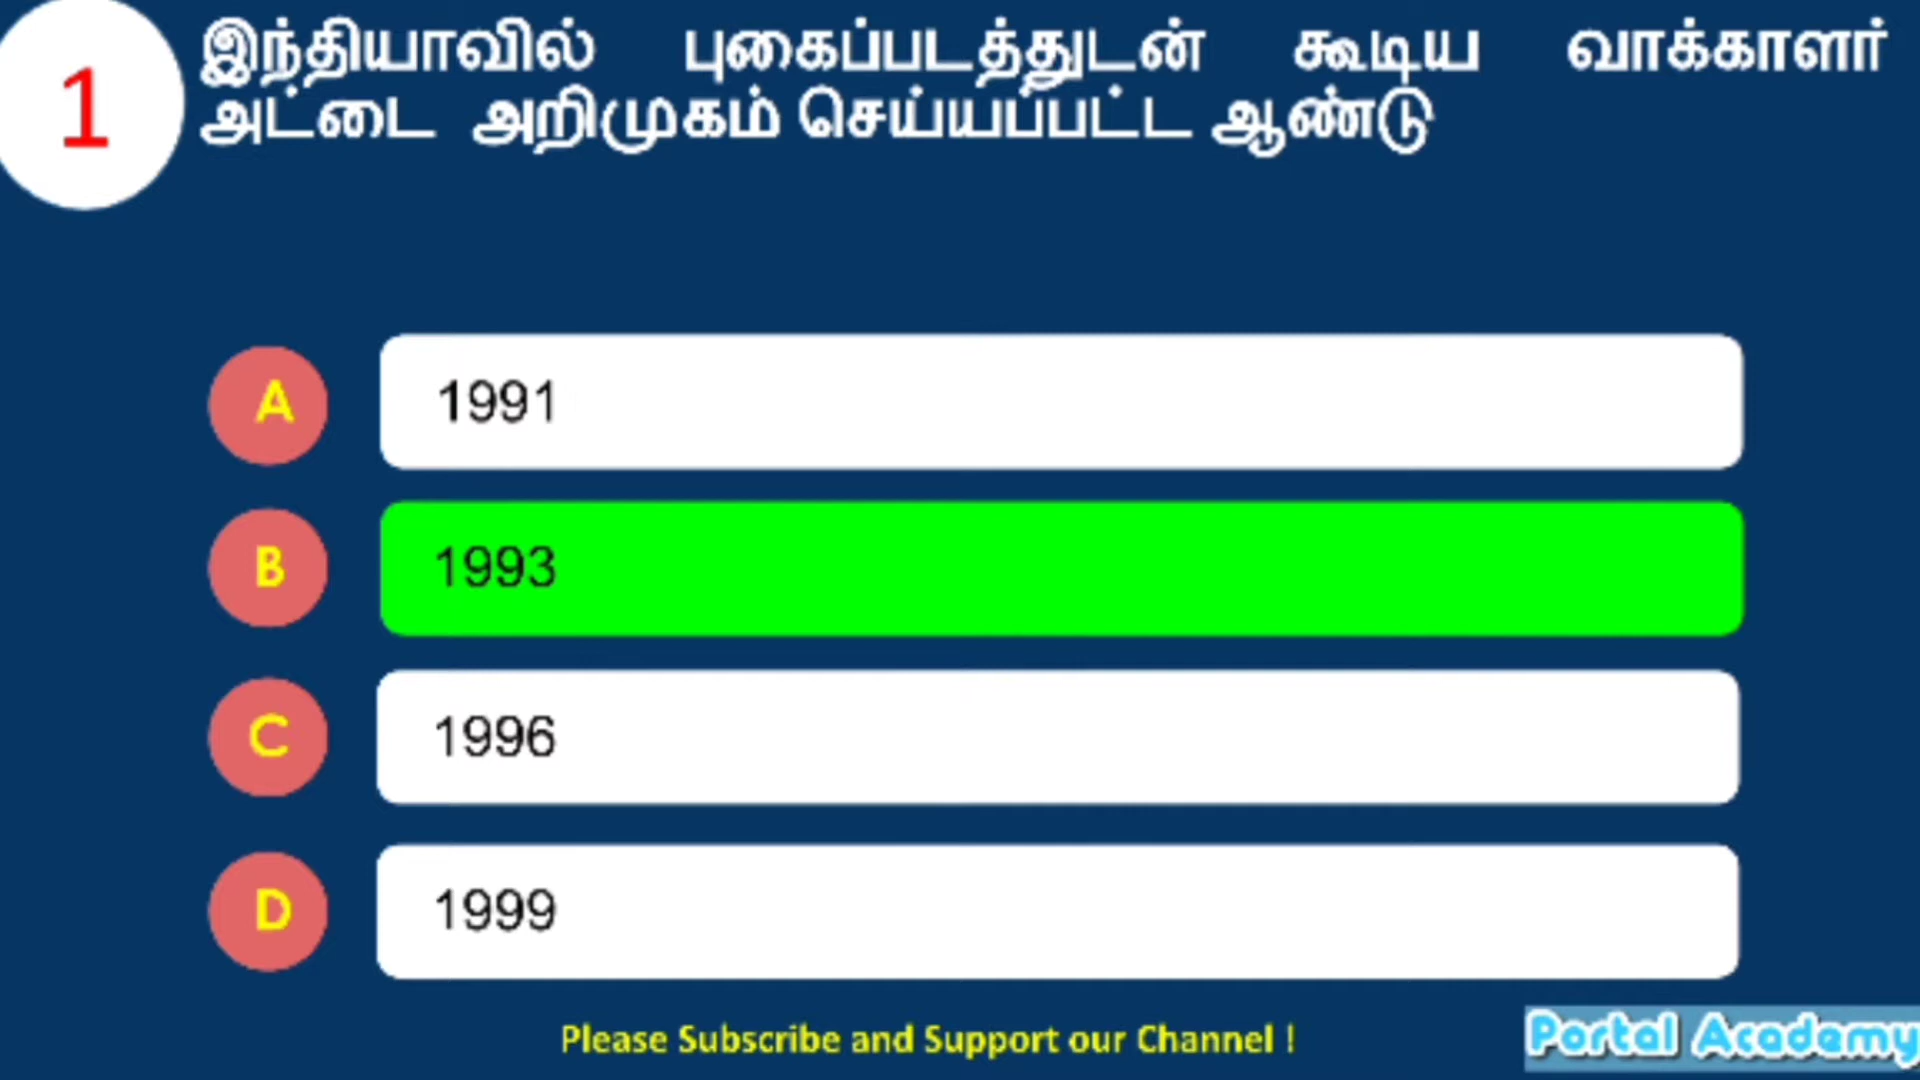 1
இந்தியாவில் புகைப்படத்துடன் கூடிய வாக்காளர்
அட்டை அறிமுகம் செய்யப்பட்ட ஆண்டு
A 1991
B 1993
C 1996
D 1999
Please Subscribe and Support our Channel !
Portal Academy